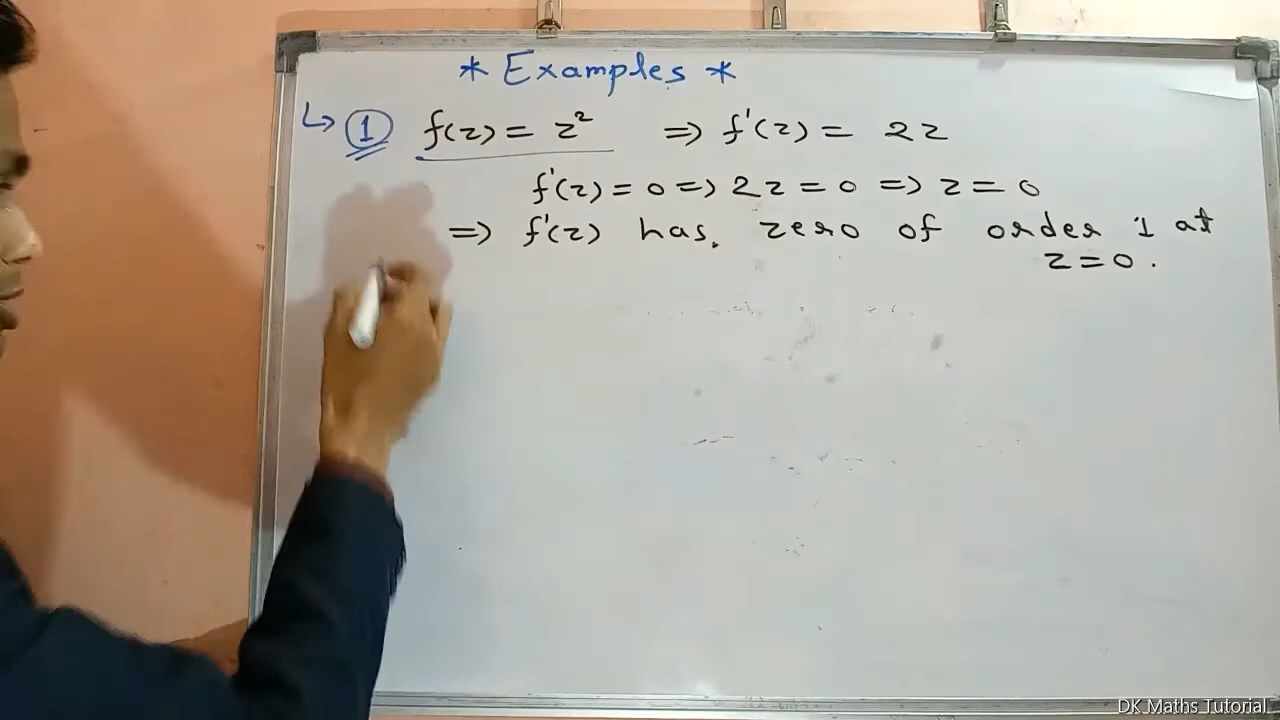 * Examples *
↳ ① f(z) = z² ⇒ f'(z) = 2z
f'(z) = 0 ⇒ 2z = 0 ⇒ z = 0
⇒ f'(z) has. zero of order 1 at
z = 0.
DK Maths Tutorial